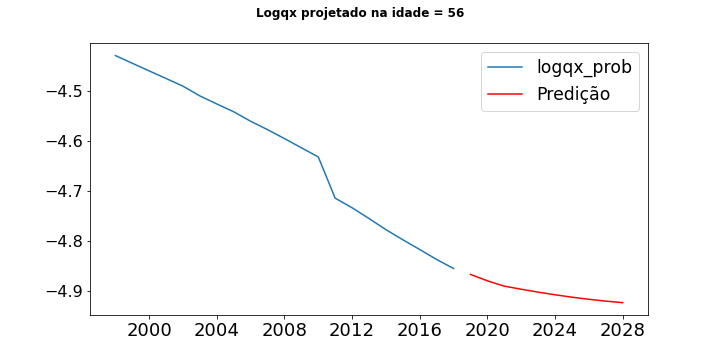 Logqx projetado na idade = 56
logqx_prob
Predição
−4.5
−4.6
−4.7
−4.8
−4.9
2000 2004 2008 2012 2016 2020 2024 2028